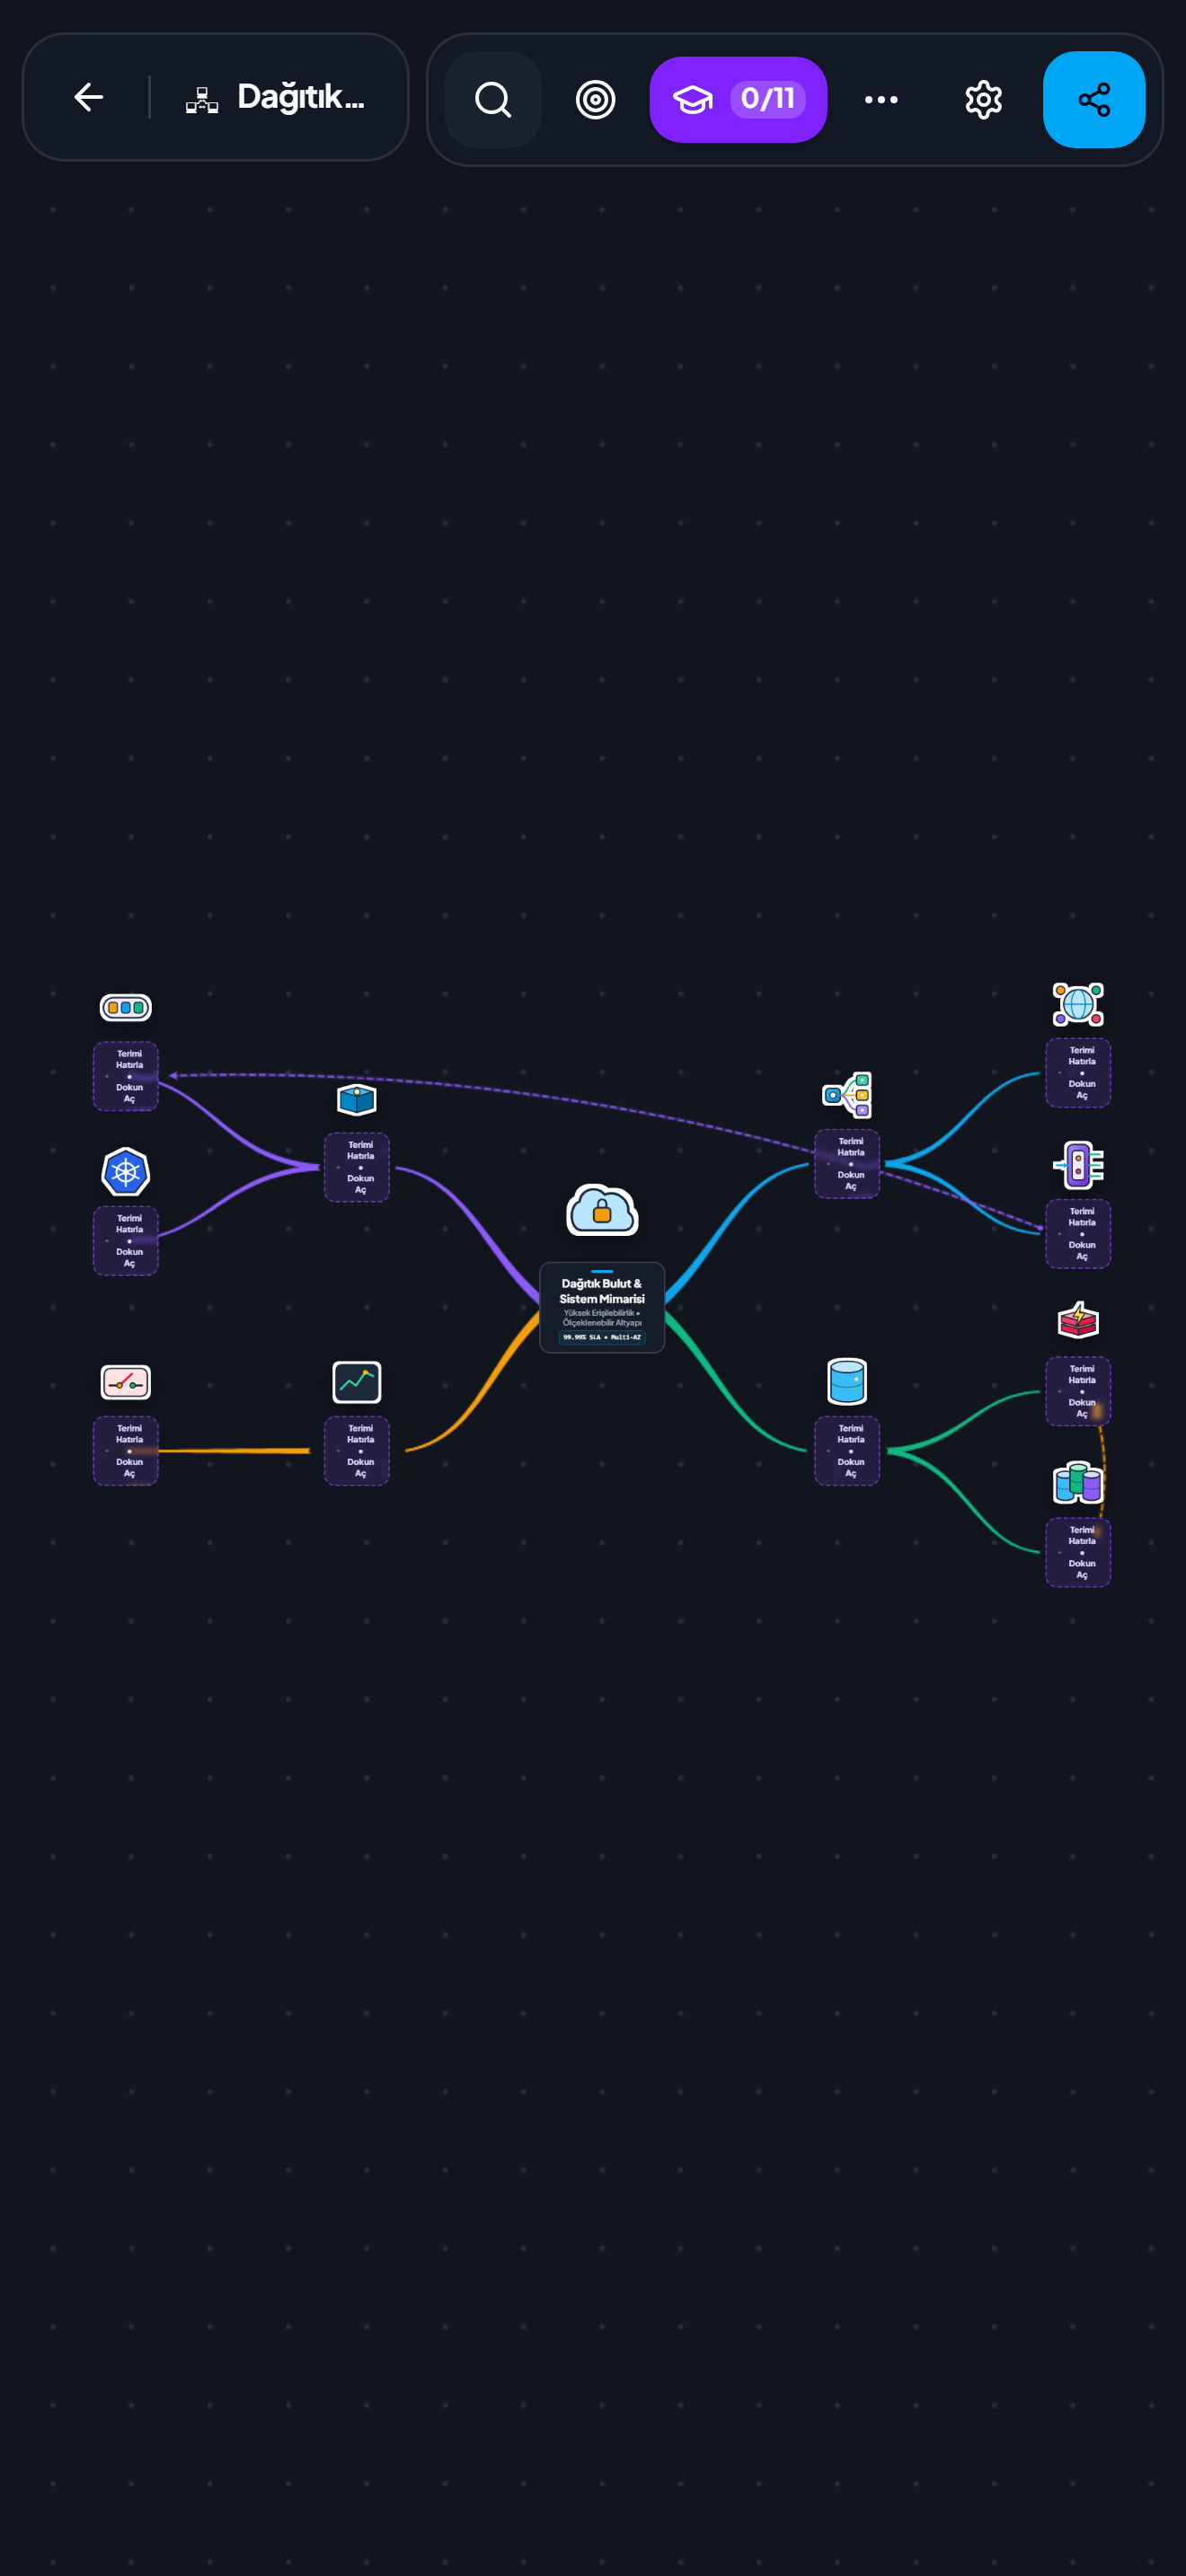 Dağıtık...
0/11
Terimi
Hatırla
•
Dokun
Aç
Terimi
Hatırla
•
Dokun
Aç
Terimi
Hatırla
•
Dokun
Aç
Terimi
Hatırla
•
Dokun
Aç
Terimi
Hatırla
•
Dokun
Aç
Terimi
Hatırla
•
Dokun
Aç
Dağıtık Bulut &
Sistem Mimarisi
Yüksek Erişilebilirlik •
Ölçeklenebilir Altyapı
99.99% SLA • Multi-AZ
Terimi
Hatırla
•
Dokun
Aç
Terimi
Hatırla
•
Dokun
Aç
Terimi
Hatırla
•
Dokun
Aç
Terimi
Hatırla
•
Dokun
Aç
Terimi
Hatırla
•
Dokun
Aç